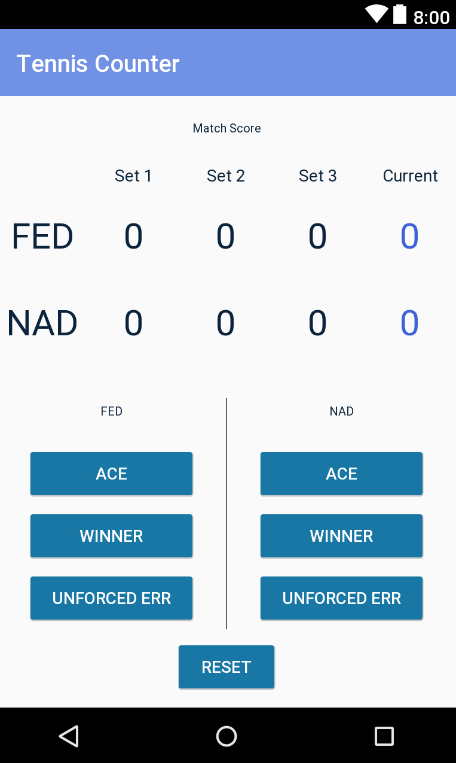 8:00
Tennis Counter
Match Score
Set 1 Set 2 Set 3 Current
FED 0 0 0 0
NAD 0 0 0 0
FED NAD
ACE ACE
WINNER WINNER
UNFORCED ERR UNFORCED ERR
RESET